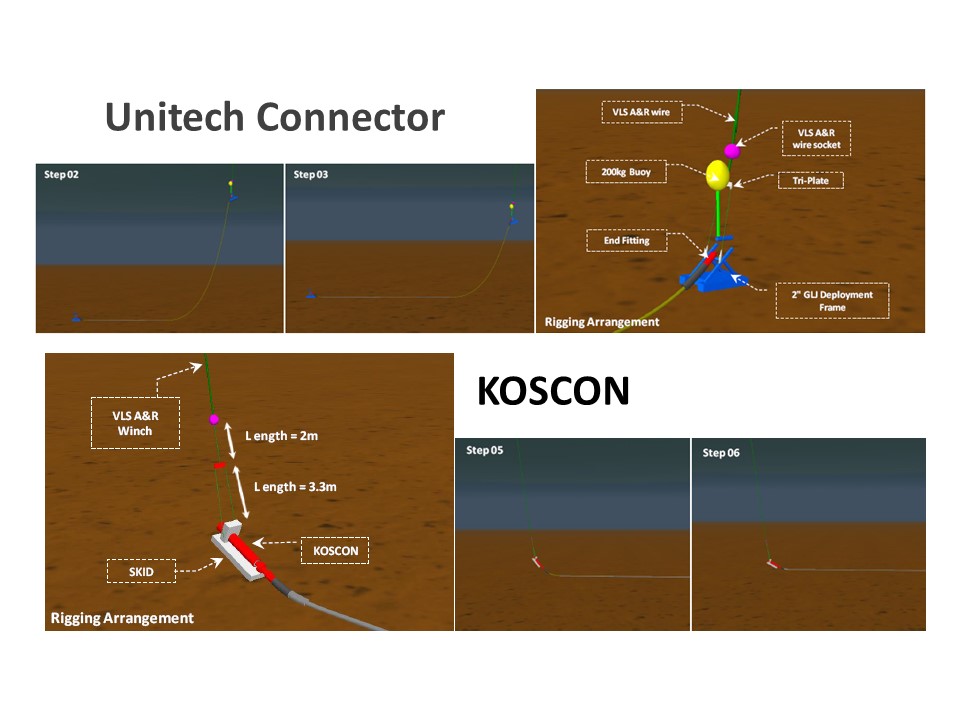 Unitech Connector
Step 02
Step 03
VLS A&R wire
VLS A&R
wire socket
200kg Buoy
Tri-Plate
End Fitting
2" GLJ Deployment
Frame
Rigging Arrangement
VLS A&R
Winch
L ength = 2m
L ength = 3.3m
KOSCON
SKID
Rigging Arrangement
KOSCON
Step 05
Step 06